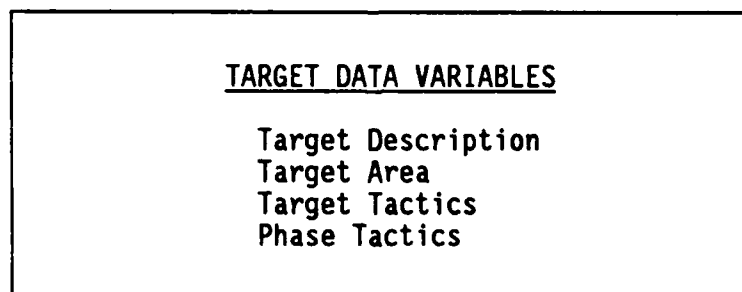 TARGET DATA VARIABLES
Target Description
Target Area
Target Tactics
Phase Tactics